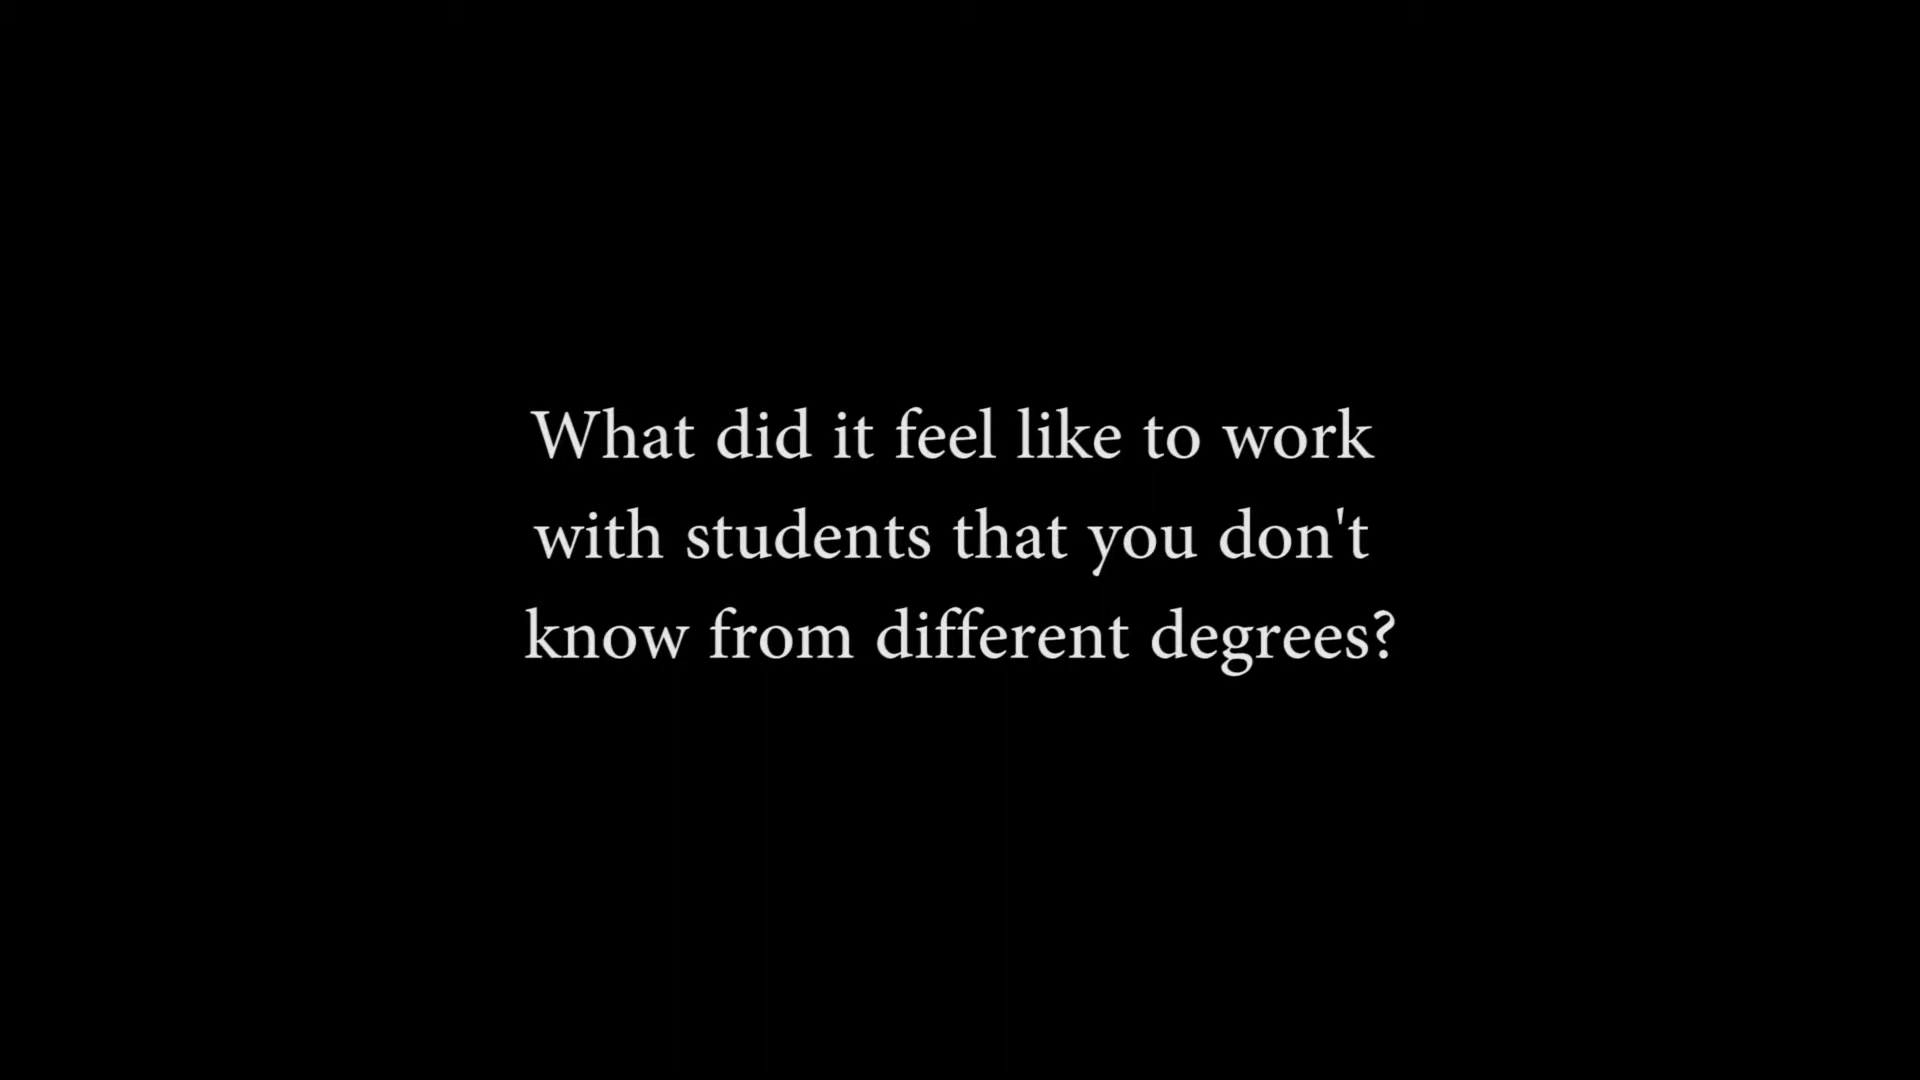 What did it feel like to work
with students that you don't
know from different degrees?